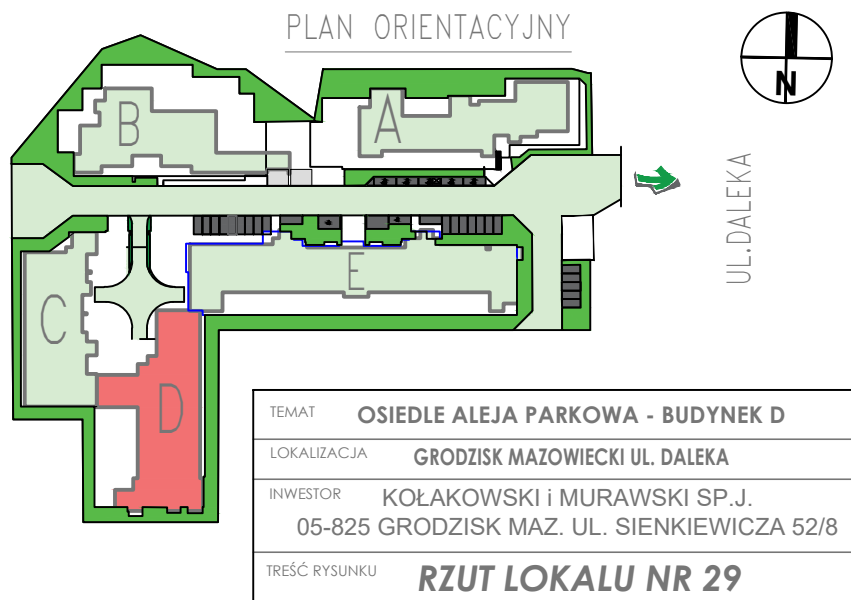 PLAN ORIENTACYJNY
N
B
A
UL.DALEKA
E
C
D
TEMAT OSIEDLE ALEJA PARKOWA - BUDYNEK D
LOKALIZACJA GRODZISK MAZOWIECKI UL. DALEKA
INWESTOR KOŁAKOWSKI i MURAWSKI SP.J.
05-825 GRODZISK MAZ. UL. SIENKIEWICZA 52/8
TREŚĆ RYSUNKU RZUT LOKALU NR 29